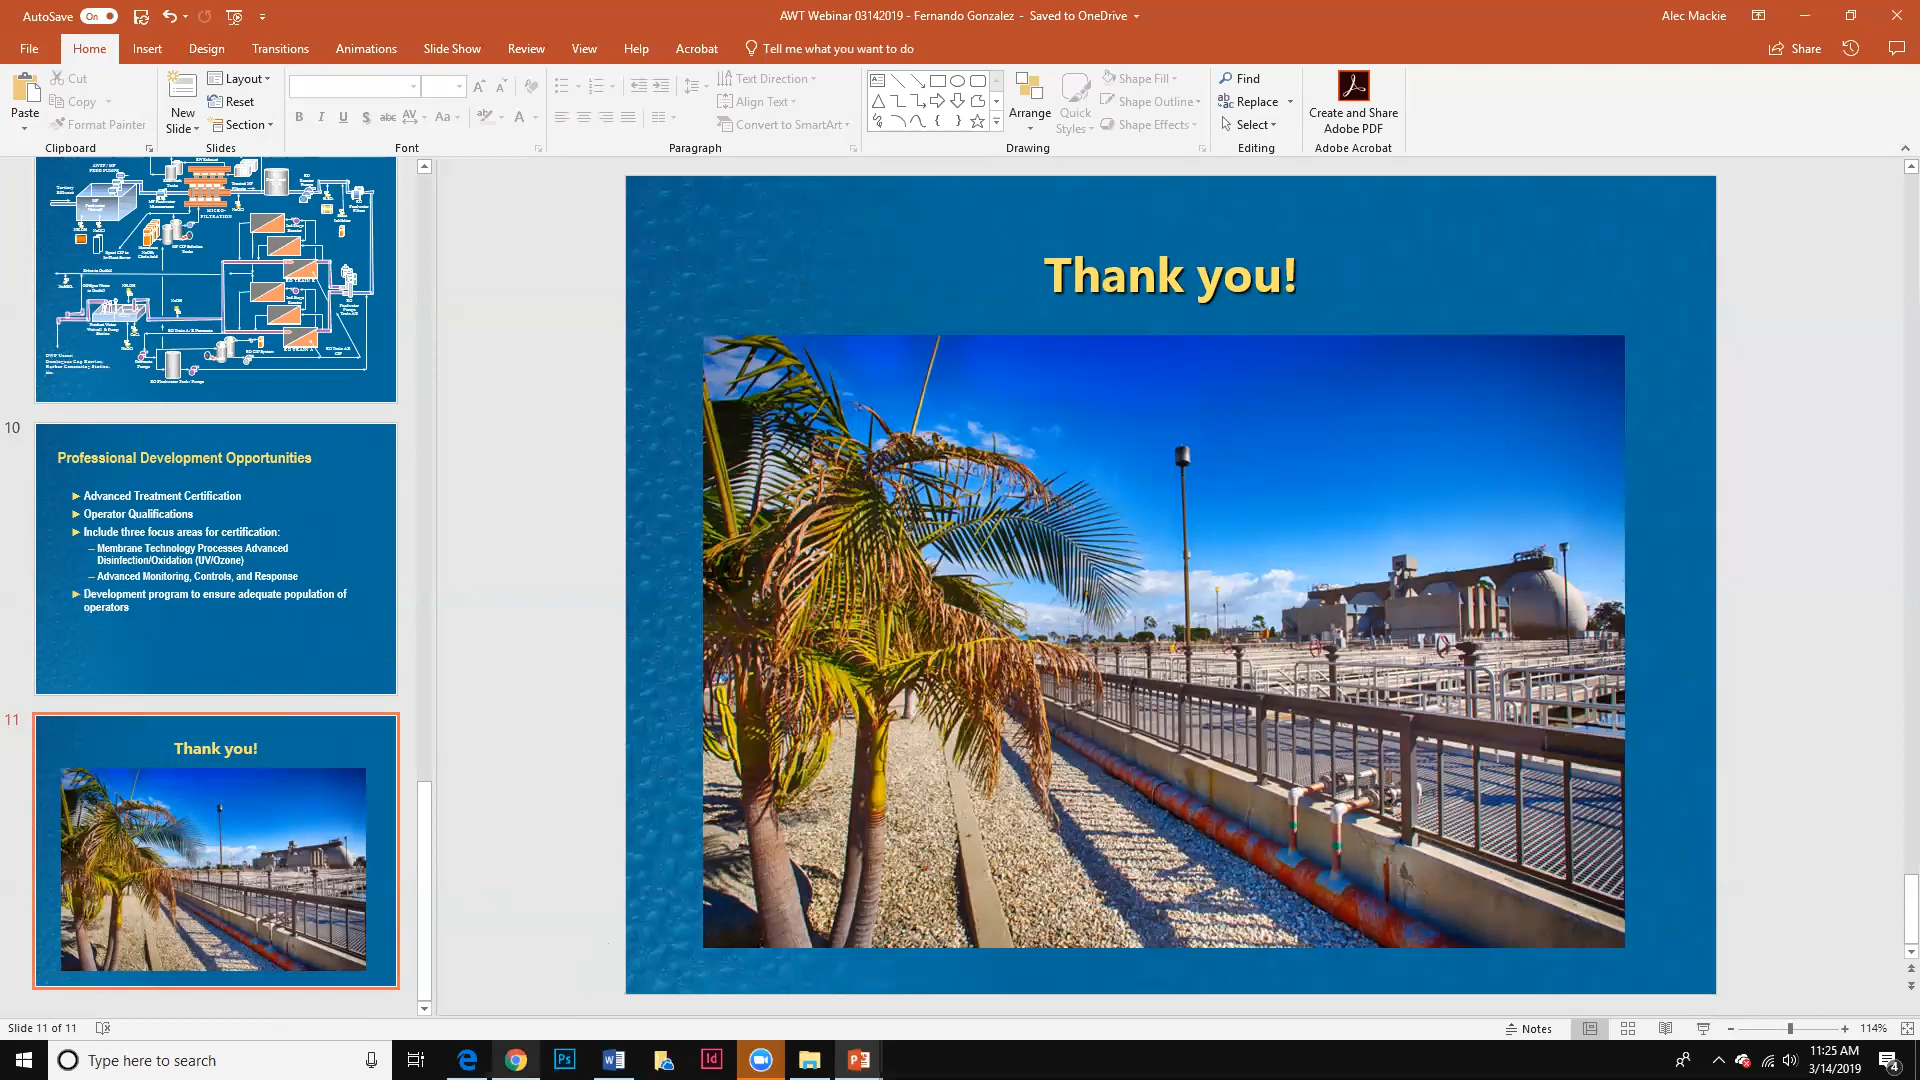 AutoSave On
AWT Webinar 03142019 - Fernando Gonzalez - Saved to OneDrive
Alec Mackie
File Home Insert Design Transitions Animations Slide Show Review View Help Acrobat Tell me what you want to do Share
Paste
Cut
Copy
Format Painter
Clipboard
New Slide
Layout
Reset
Section
Slides
B I U S abc AV Aa A
Font
Text Direction
Align Text
Convert to SmartArt
Paragraph
Arrange
Quick Styles
Shape Fill
Shape Outline
Shape Effects
Drawing
Find
Replace
Select
Editing
Create and Share
Adobe PDF
Adobe Acrobat
10
Professional Development Opportunities
Advanced Treatment Certification
Operator Qualifications
Include three focus areas for certification:
– Membrane Technology Processes Advanced
Disinfection/Oxidation (UV/Ozone)
– Advanced Monitoring, Controls, and Response
Development program to ensure adequate population of
operators
11
Thank you!
Thank you!
Slide 11 of 11
Notes
114%
Type here to search
Ps
Id
11:25 AM
3/14/2019
4